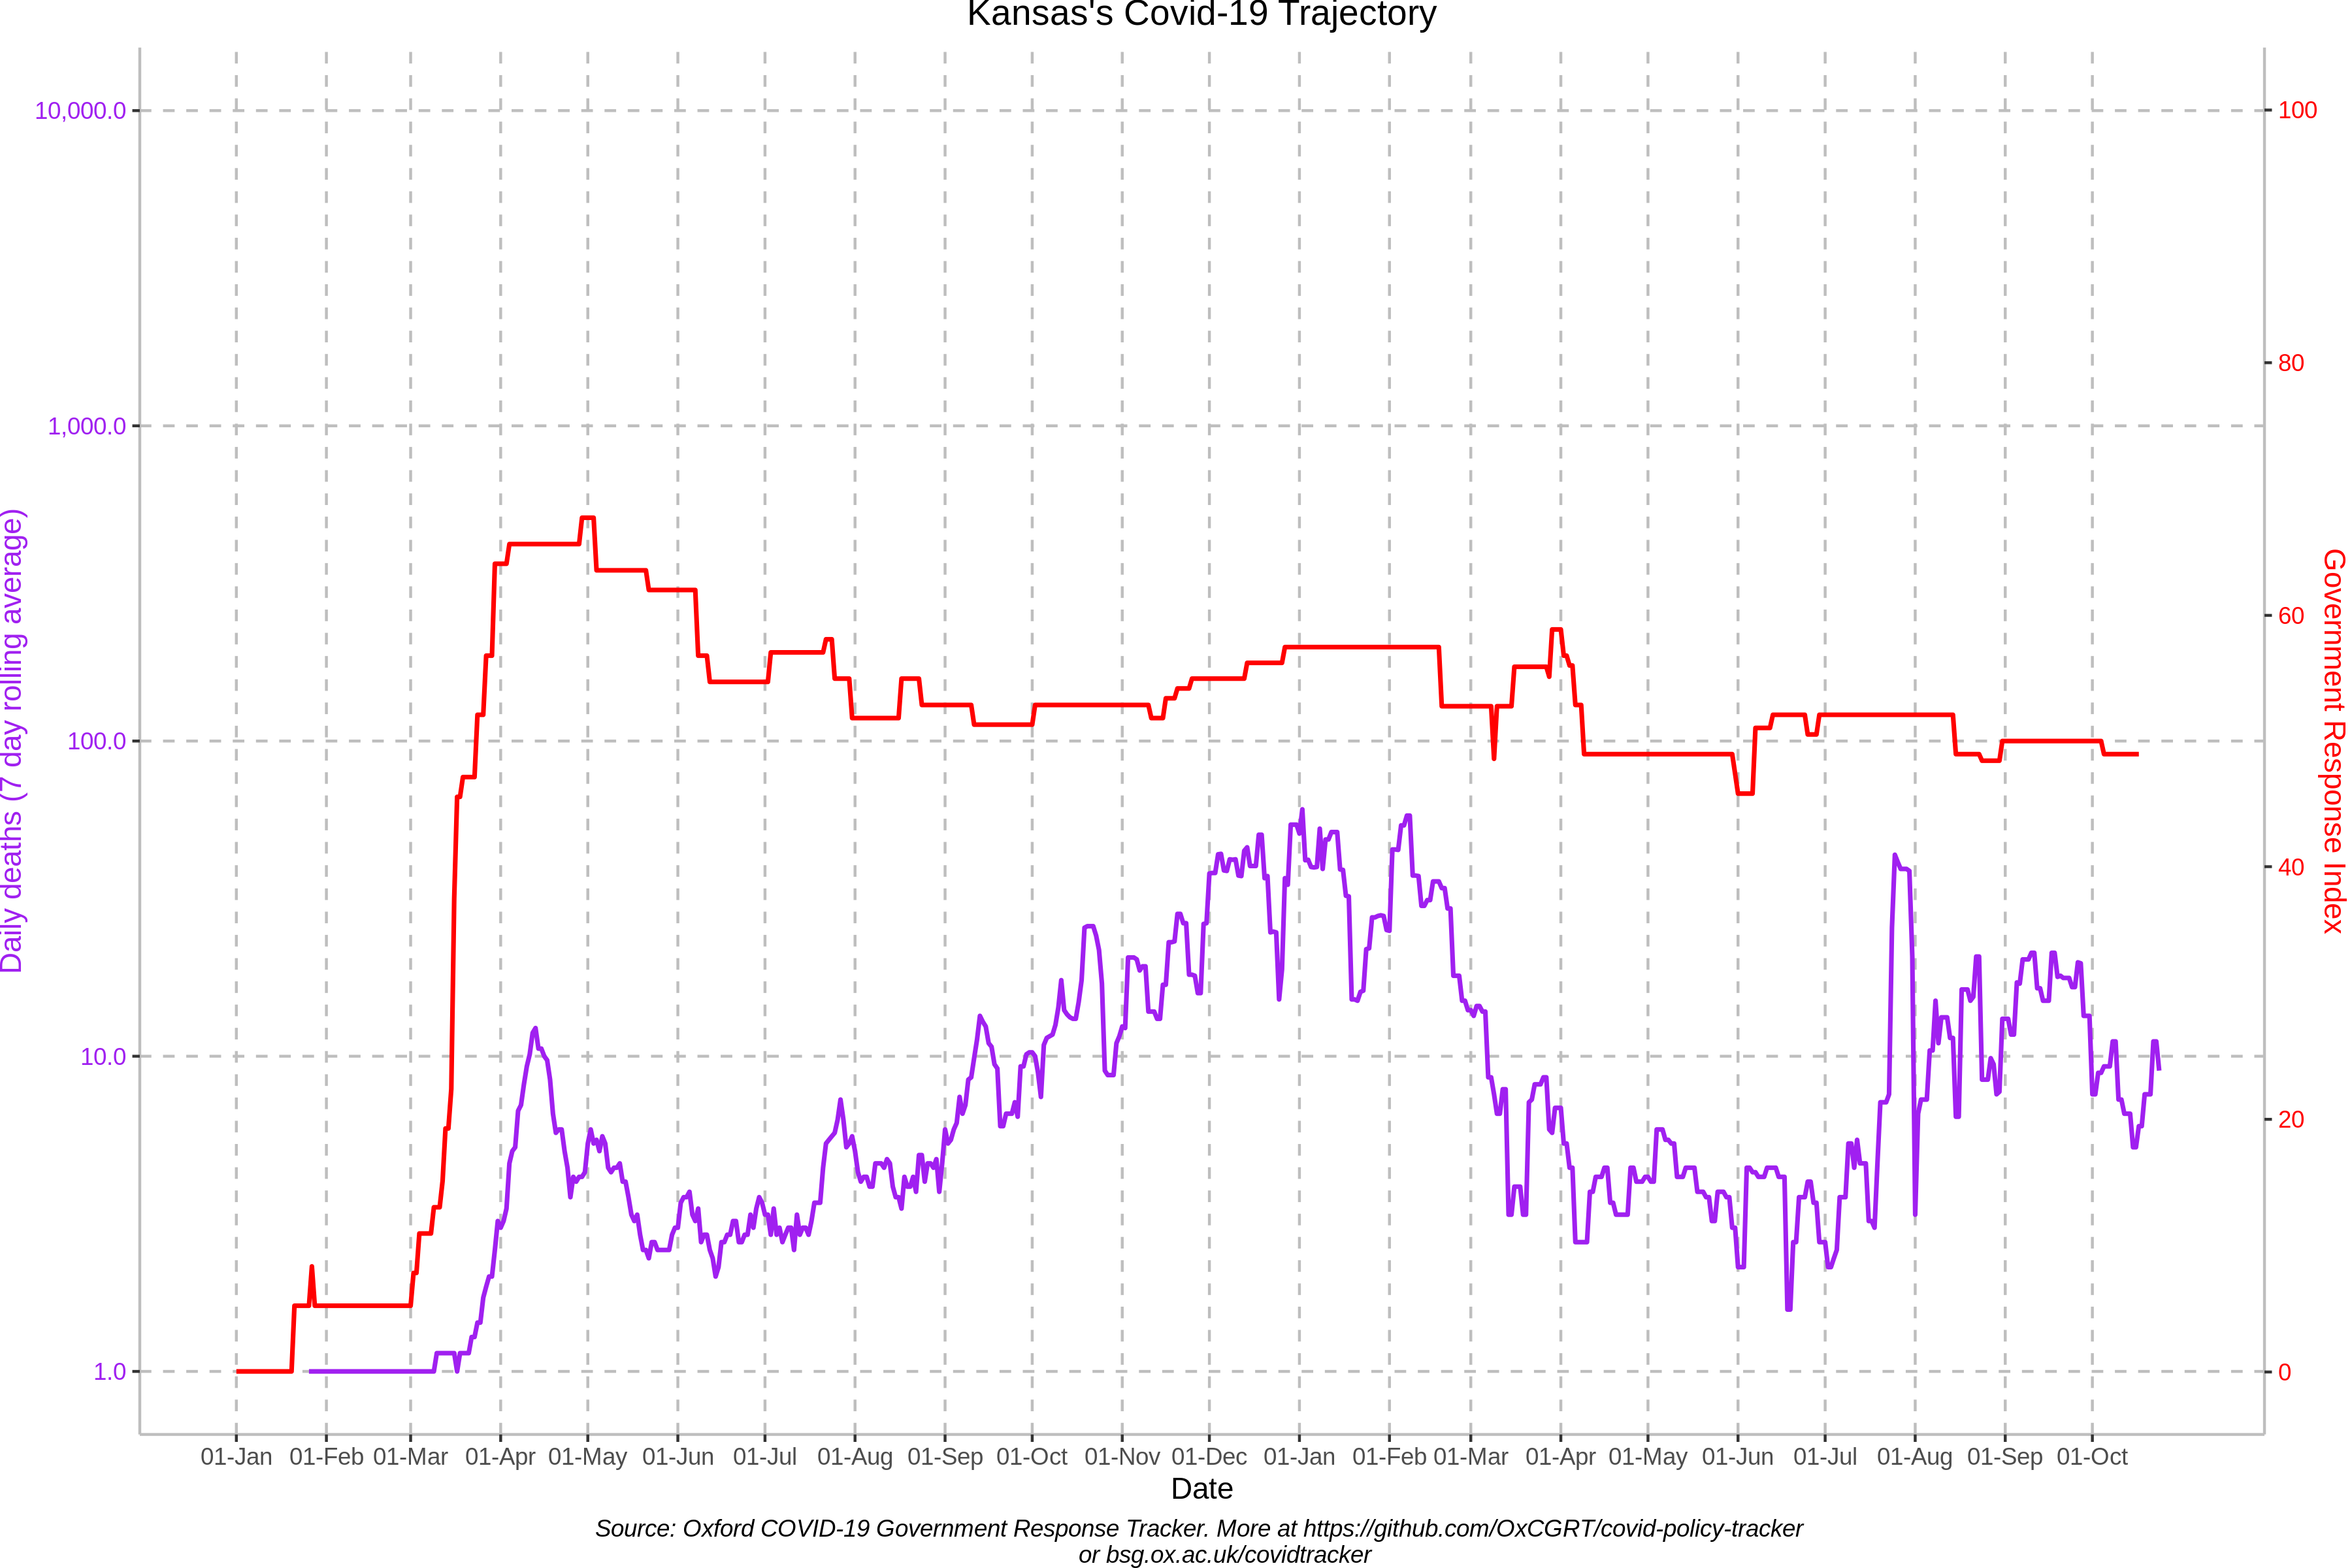 Kansas's Covid-19 Trajectory
10,000.0
1,000.0
100.0
10.0
1.0
Daily deaths (7 day rolling average)
100
80
60
40
20
0
Government Response Index
01-Jan 01-Feb 01-Mar 01-Apr 01-May 01-Jun 01-Jul 01-Aug 01-Sep 01-Oct 01-Nov 01-Dec 01-Jan 01-Feb 01-Mar 01-Apr 01-May 01-Jun 01-Jul 01-Aug 01-Sep 01-Oct
Date
Source: Oxford COVID-19 Government Response Tracker. More at https://github.com/OxCGRT/covid-policy-tracker
or bsg.ox.ac.uk/covidtracker